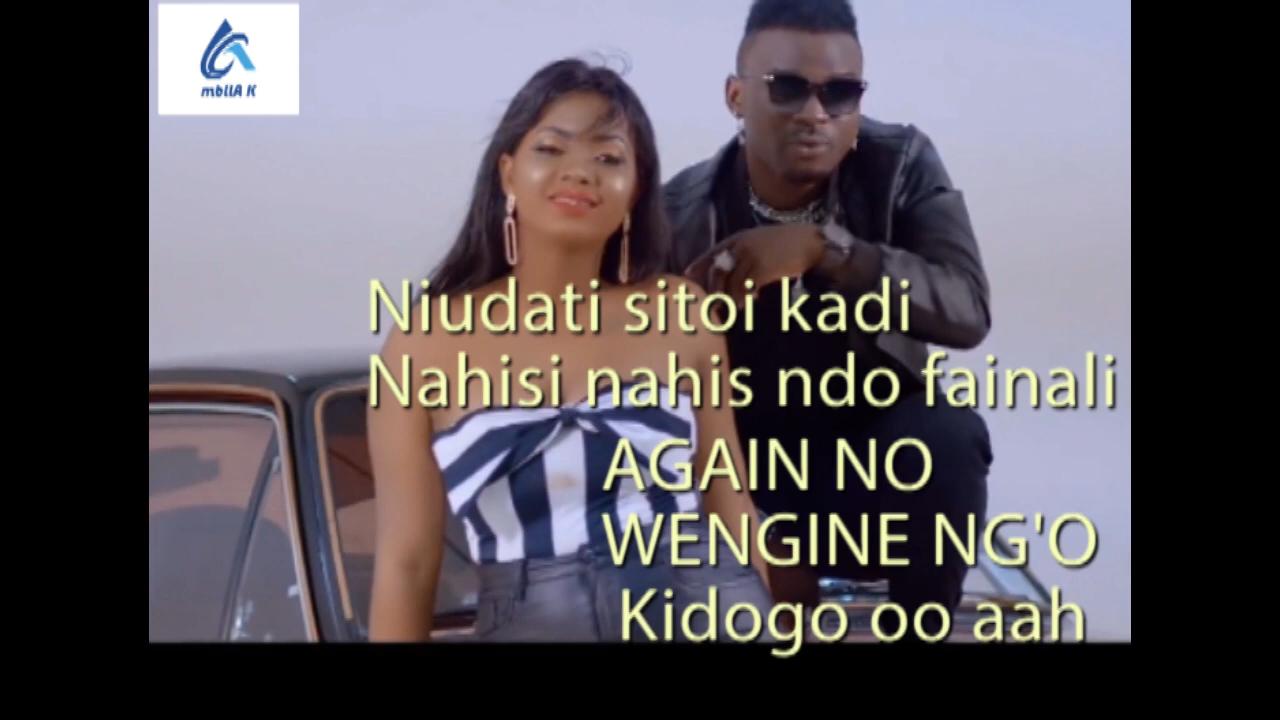 mbllA K
Niudati sitoi kadi
Nahisi nahis ndo fainali
AGAIN NO
WENGINE NG'O
Kidogo oo aah